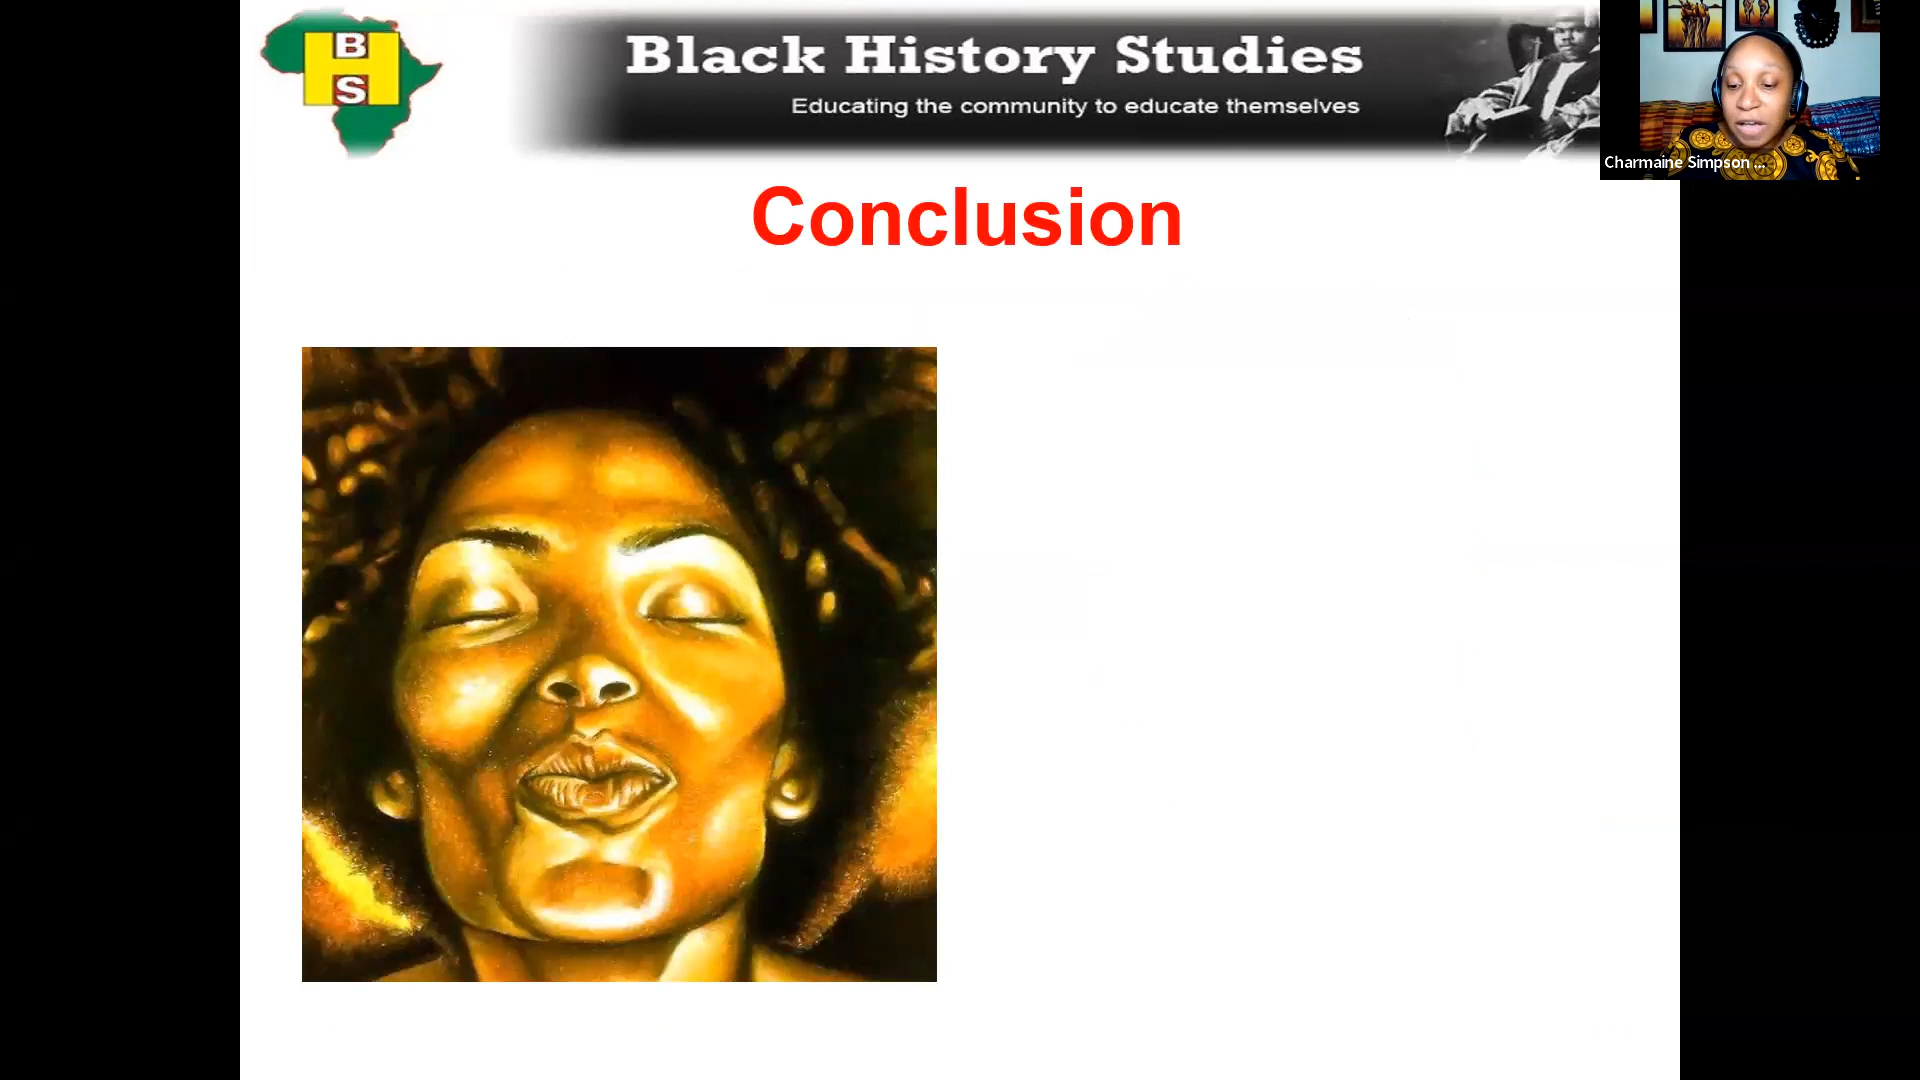 B
H
S
Black History Studies
Educating the community to educate themselves
Charmaine Simpson ...
Conclusion